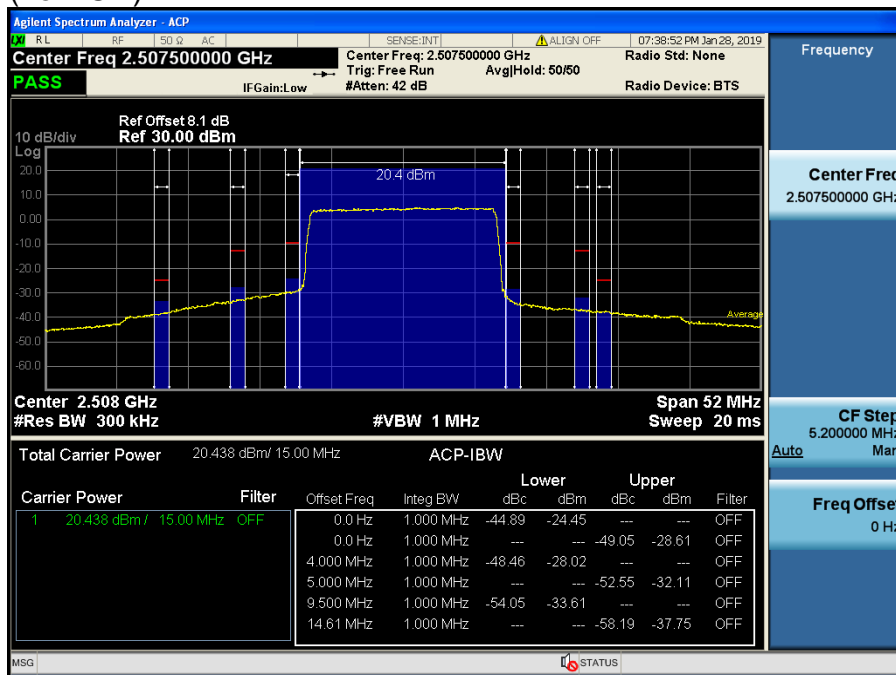 Agilent Spectrum Analyzer - ACP
LXI RL RF 50 Ω AC SENSE:INT ALIGN OFF 07:38:52 PM Jan 28, 2019
Center Freq 2.507500000 GHz
Center Freq: 2.507500000 GHz
Radio Std: None
Trig: Free Run Avg|Hold: 50/50
PASS
IFGain:Low
#Atten: 42 dB
Radio Device: BTS
Ref Offset 8.1 dB
10 dB/div Ref 30.00 dBm
Log
20.0
10.0
0.00
-10.0
-20.0
-30.0
-40.0
-50.0
-60.0
20.4 dBm
Average
Center 2.508 GHz Span 52 MHz
#Res BW 300 kHz #VBW 1 MHz Sweep 20 ms
Total Carrier Power 20.438 dBm/ 15.00 MHz ACP-IBW
Lower Upper
Carrier Power Filter Offset Freq Integ BW dBc dBm dBc dBm Filter
1 20.438 dBm / 15.00 MHz OFF 0.0 Hz 1.000 MHz -44.89 -24.45 --- --- OFF
0.0 Hz 1.000 MHz --- --- -49.05 -28.61 OFF
4.000 MHz 1.000 MHz -48.46 -28.02 --- --- OFF
5.000 MHz 1.000 MHz --- --- -52.55 -32.11 OFF
9.500 MHz 1.000 MHz -54.05 -33.61 --- --- OFF
14.61 MHz 1.000 MHz --- --- -58.19 -37.75 OFF
MSG STATUS
Frequency
Center Freq
2.507500000 GHz
CF Step
5.200000 MHz
Auto Man
Freq Offset
0 Hz